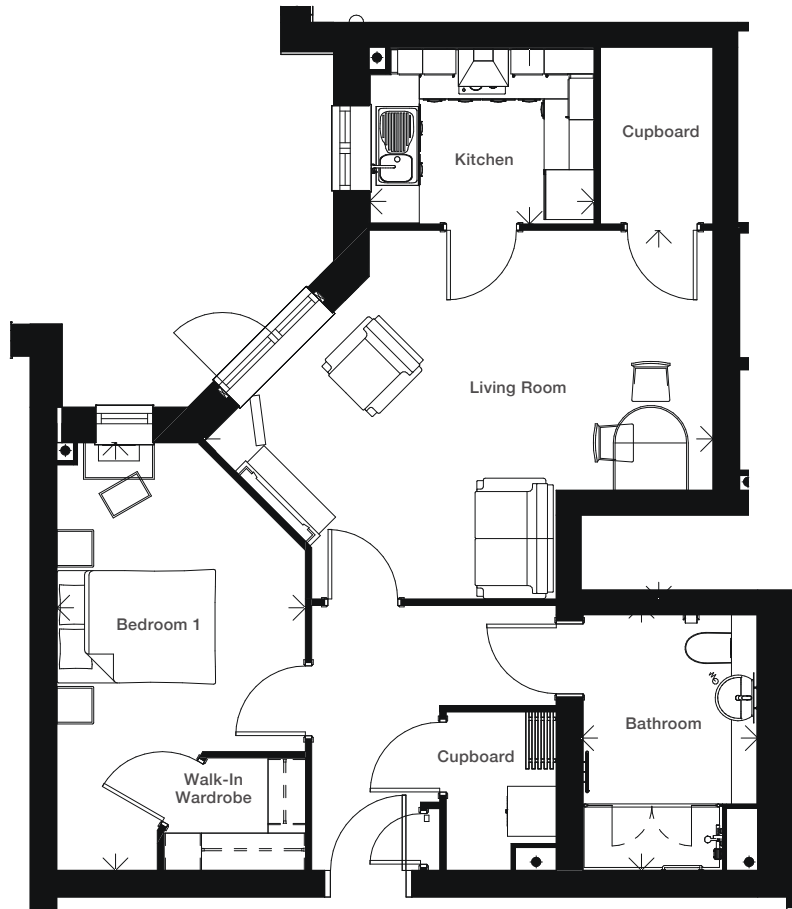 Cupboard
Kitchen
Living Room
Bedroom 1
Bathroom
Cupboard
Walk-In
Wardrobe